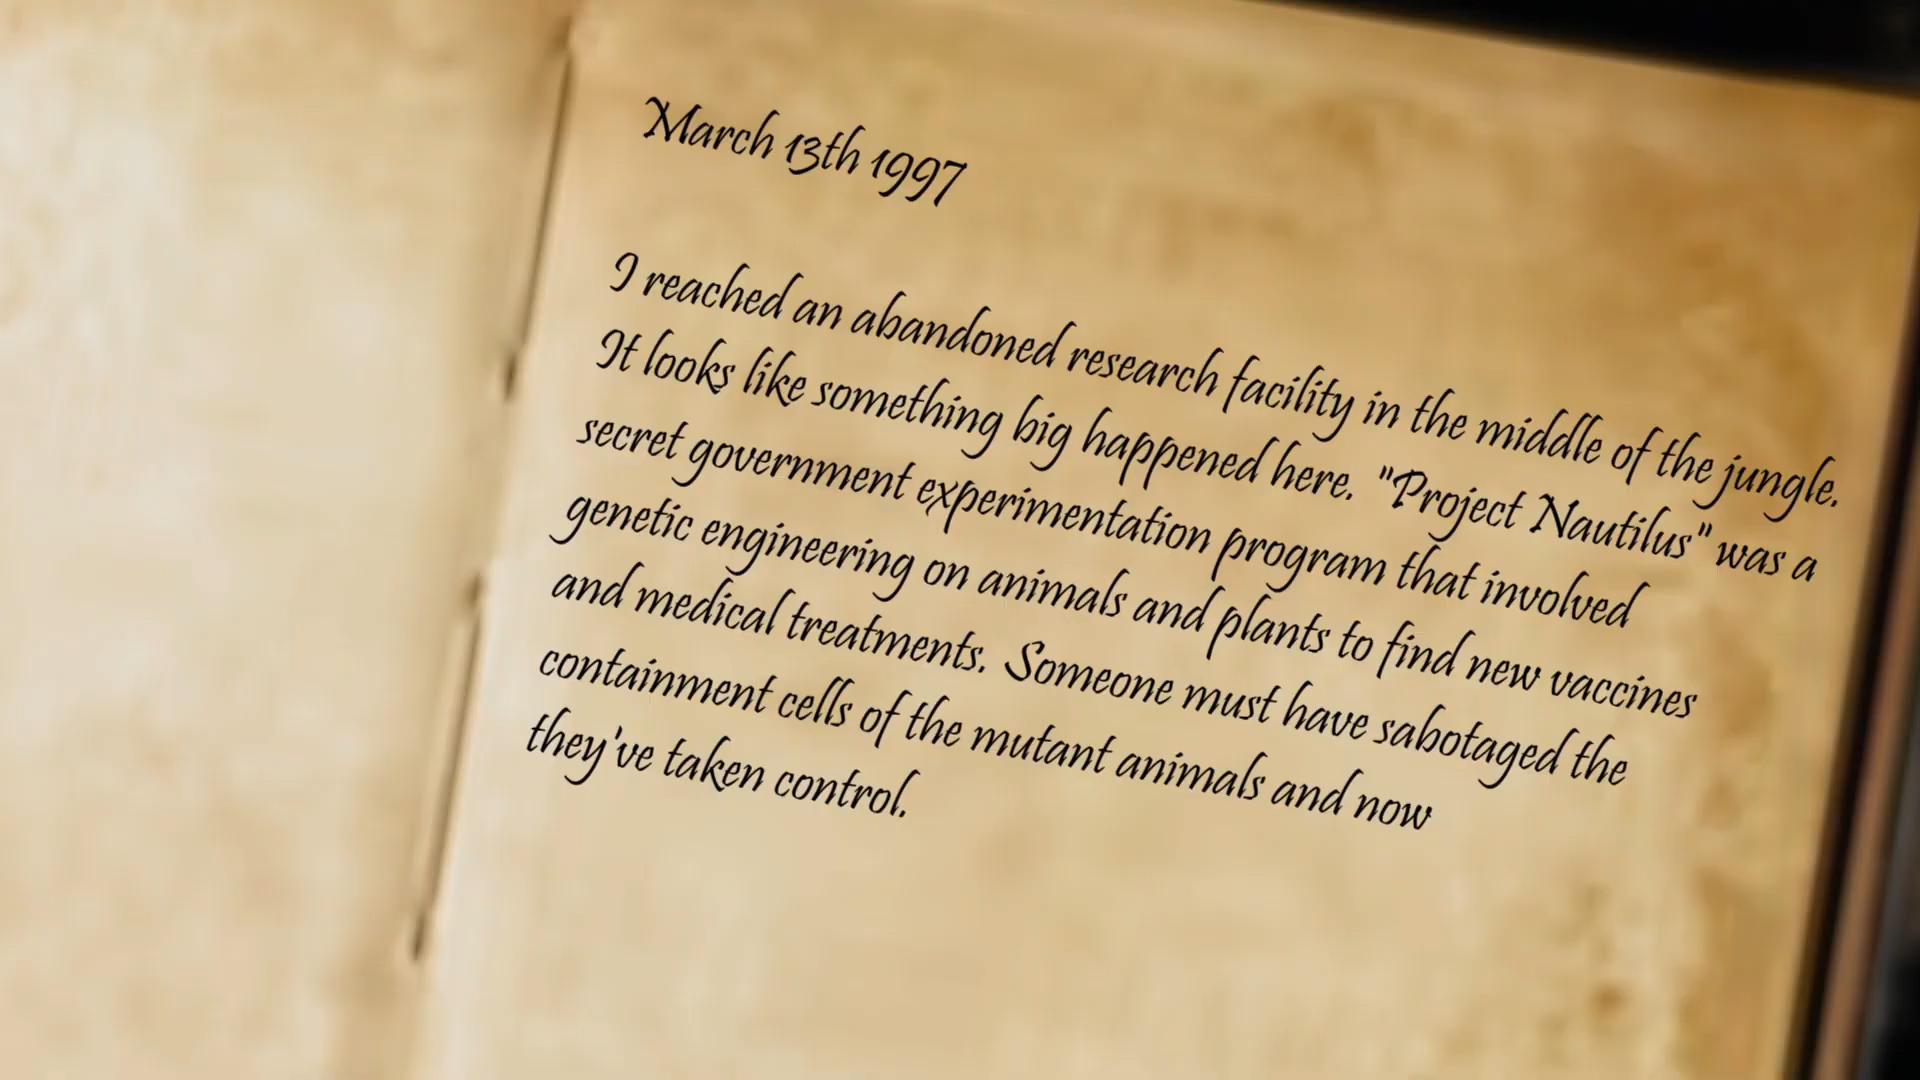 March 13th 1997
I reached an abandoned research facility in the middle of the jungle.
It looks like something big happened here. "Project Nautilus" was a
secret government experimentation program that involved
genetic engineering on animals and plants to find new vaccines
and medical treatments. Someone must have sabotaged the
containment cells of the mutant animals and now
they've taken control.